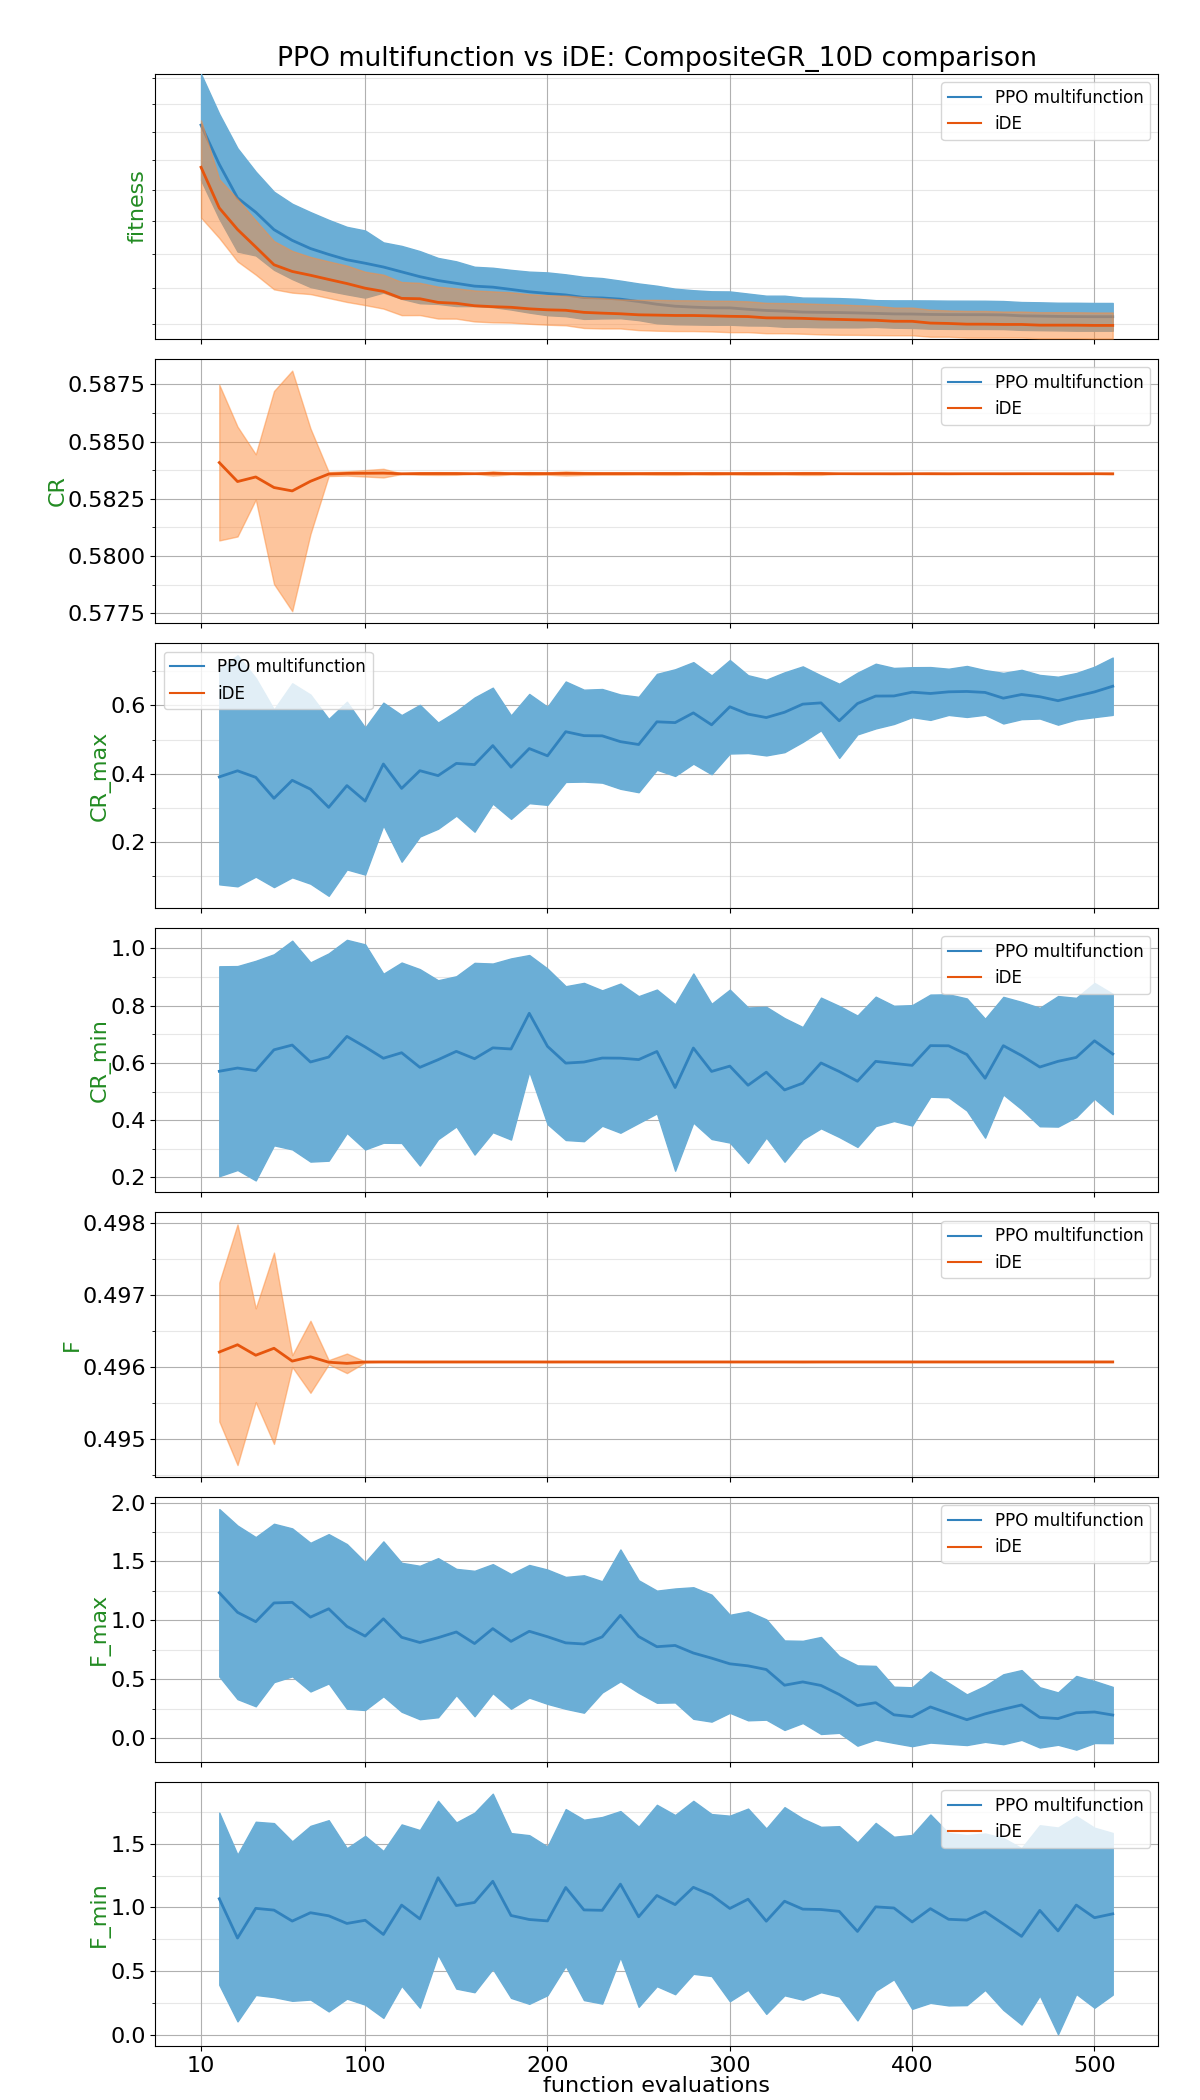 PPO multifunction vs iDE: CompositeGR_10D comparison
fitness
PPO multifunction
iDE
CR
0.5875
0.5850
0.5825
0.5800
0.5775
PPO multifunction
iDE
CR_max
0.6
0.4
0.2
PPO multifunction
iDE
CR_min
1.0
0.8
0.6
0.4
0.2
PPO multifunction
iDE
F
0.498
0.497
0.496
0.495
PPO multifunction
iDE
F_max
2.0
1.5
1.0
0.5
0.0
PPO multifunction
iDE
F_min
1.5
1.0
0.5
0.0
PPO multifunction
iDE
10 100 200 300 400 500
function evaluations